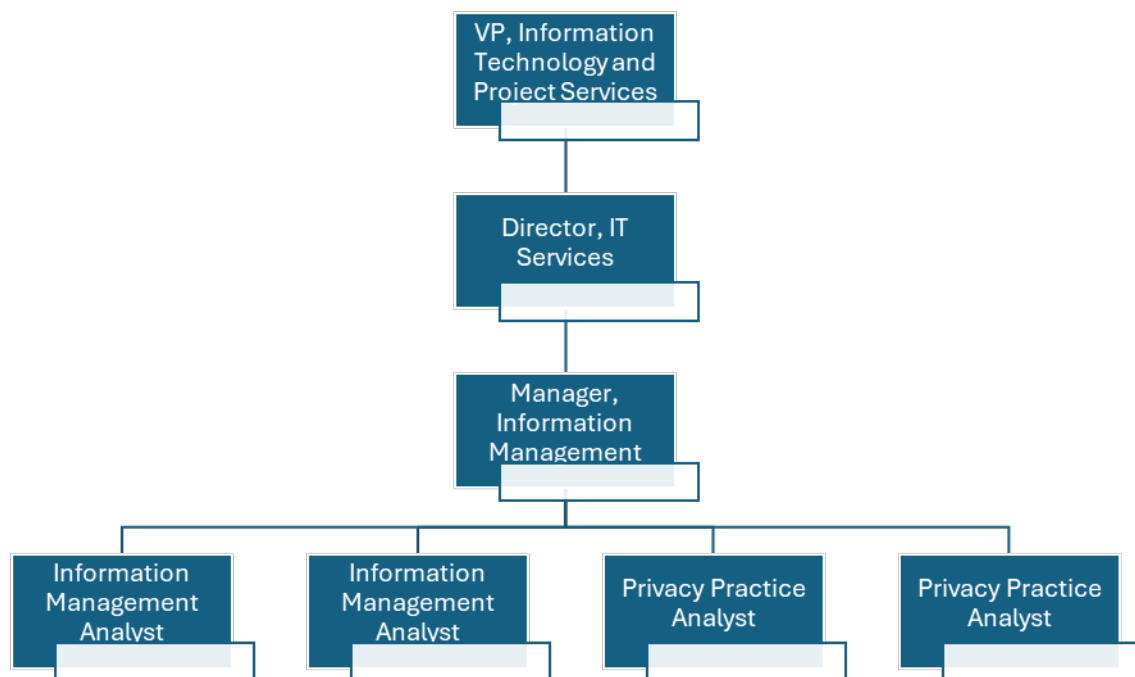 VP, Information
Technology and
Project Services
Director, IT
Services
Manager,
Information
Management
Information
Management
Analyst
Information
Management
Analyst
Privacy Practice
Analyst
Privacy Practice
Analyst